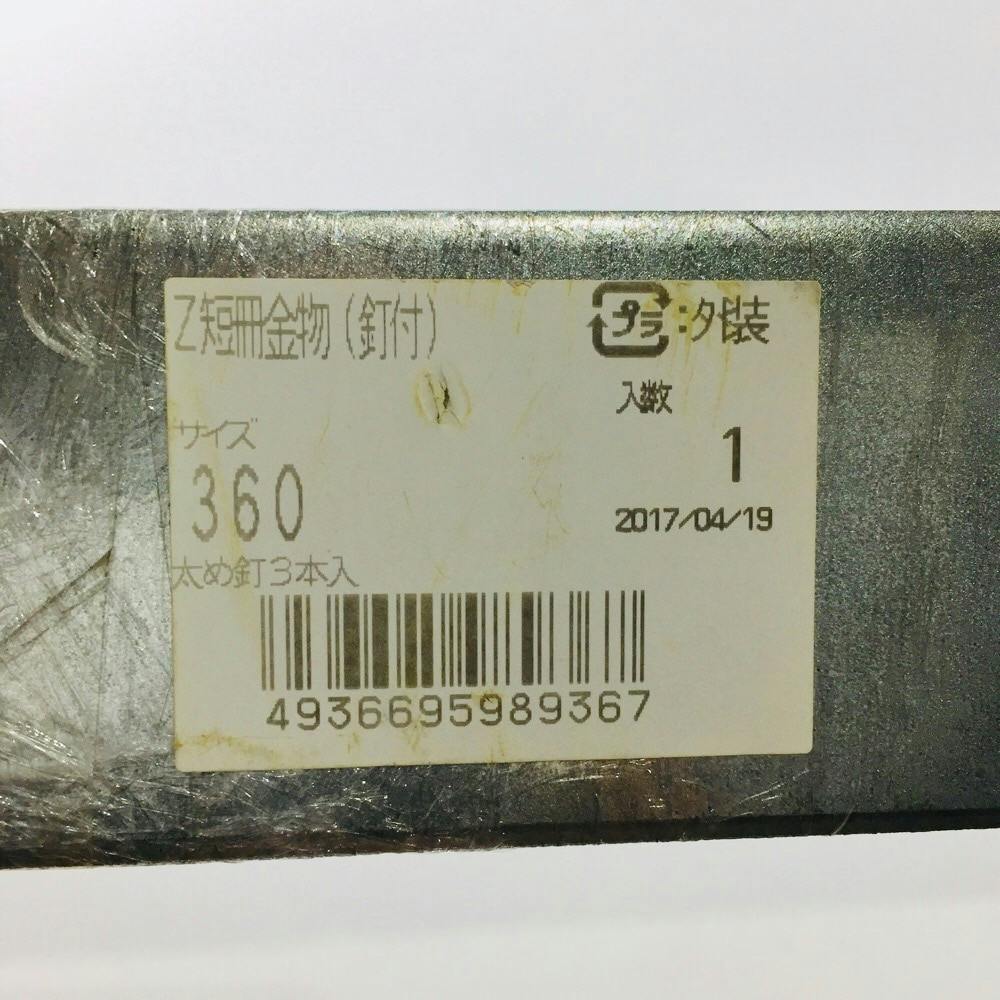 Z短冊金物(釘付)
プラ:外装
入数
サイズ
1
360
2017/04/19
太め釘3本入
4936695989367